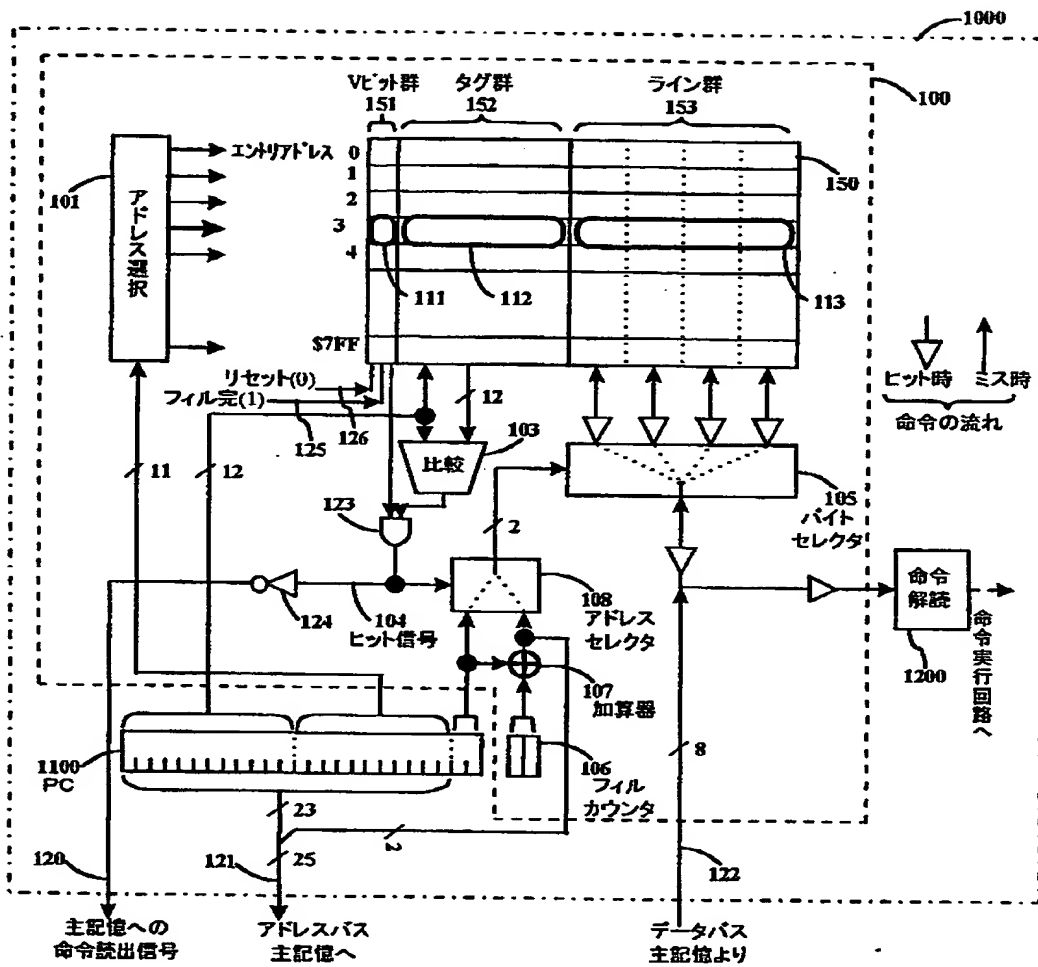 1000
Vビット群
151
タグ群
152
ライン群
153
100
101
アドレス選択
エントリアドレス
0
1
2
3
4
$7FF
150
111
112
113
リセット(0)
フィル完(1)
125
126
12
103
比較
ヒット時
ミス時
命令の流れ
11
12
123
2
105
バイト
セレクタ
124
104
ヒット信号
108
アドレス
セレクタ
命令
解読
1200
命令実行回路へ
107
加算器
1100
PC
106
フィル
カウンタ
8
23
2
25
120
121
122
主記憶への
命令読出信号
アドレスバス
主記憶へ
データバス
主記憶より